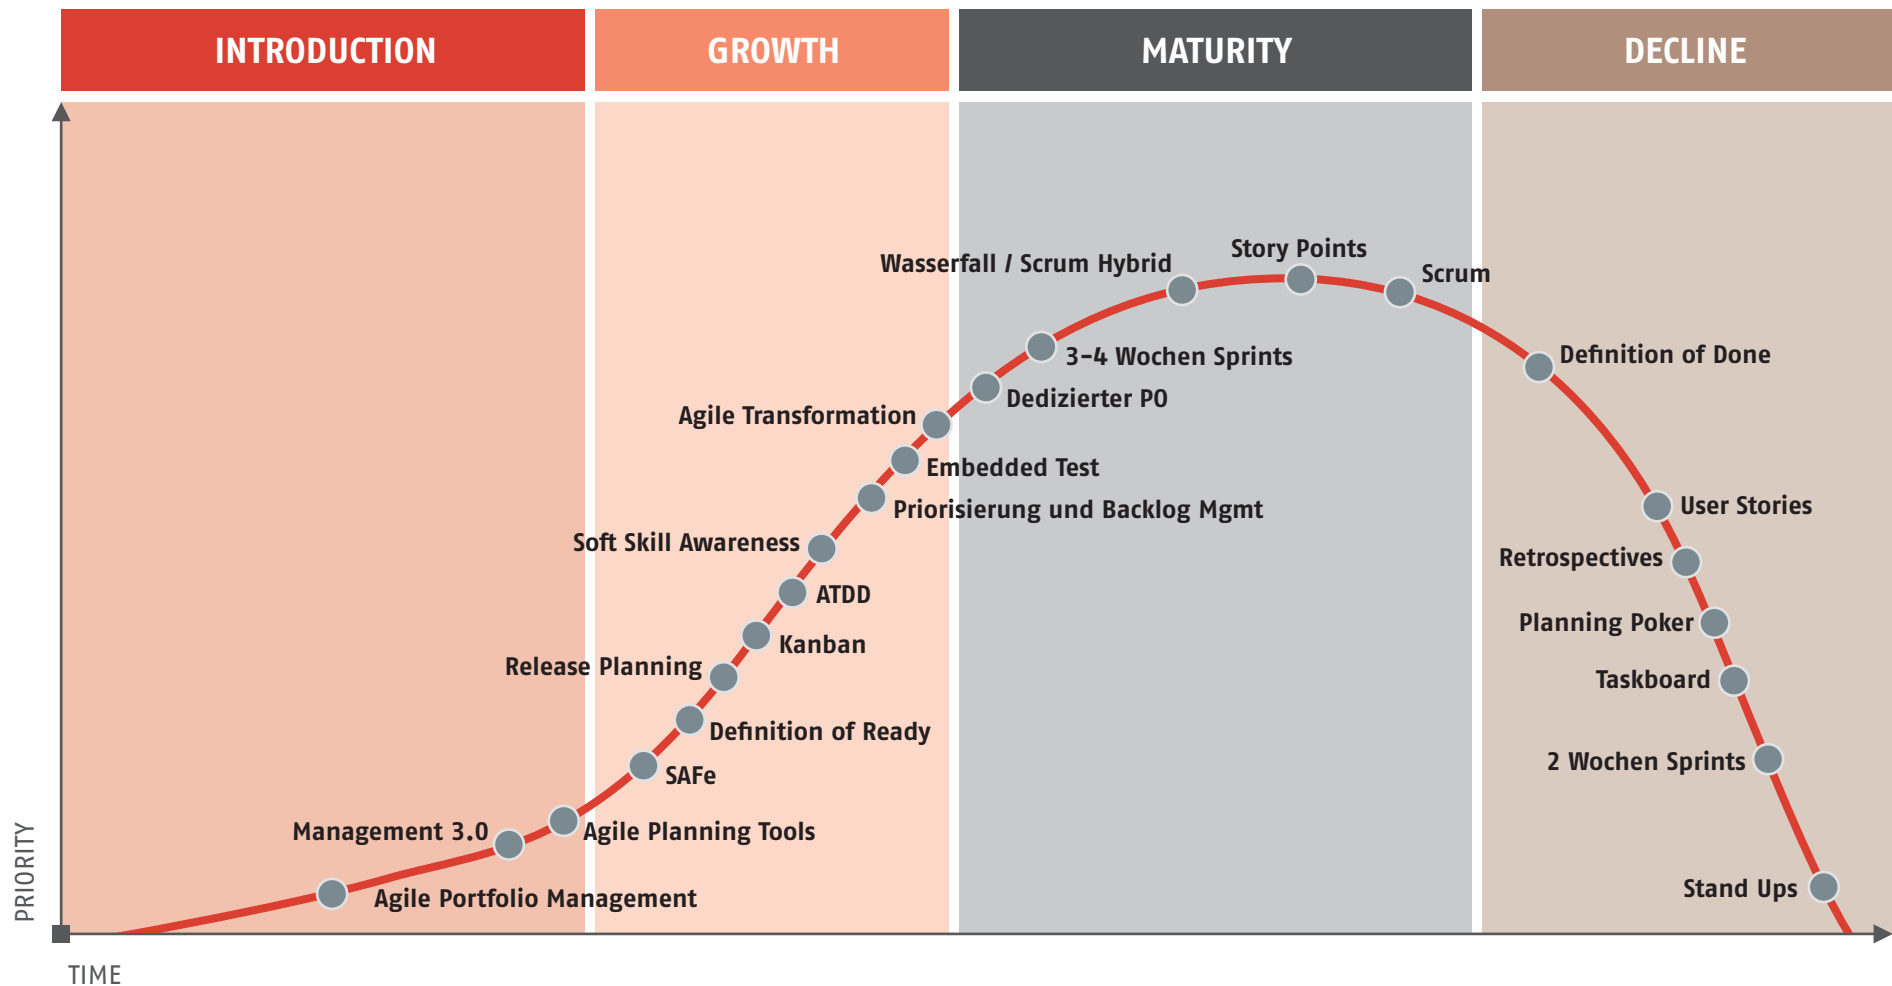 INTRODUCTION
GROWTH
MATURITY
DECLINE
Story Points
Wasserfall / Scrum Hybrid
Scrum
3–4 Wochen Sprints
Definition of Done
Dedizierter PO
Agile Transformation
Embedded Test
Priorisierung und Backlog Mgmt
User Stories
Soft Skill Awareness
Retrospectives
ATDD
Planning Poker
Kanban
Release Planning
Taskboard
Definition of Ready
2 Wochen Sprints
SAFe
Management 3.0
Agile Planning Tools
Stand Ups
Agile Portfolio Management
PRIORITY
TIME